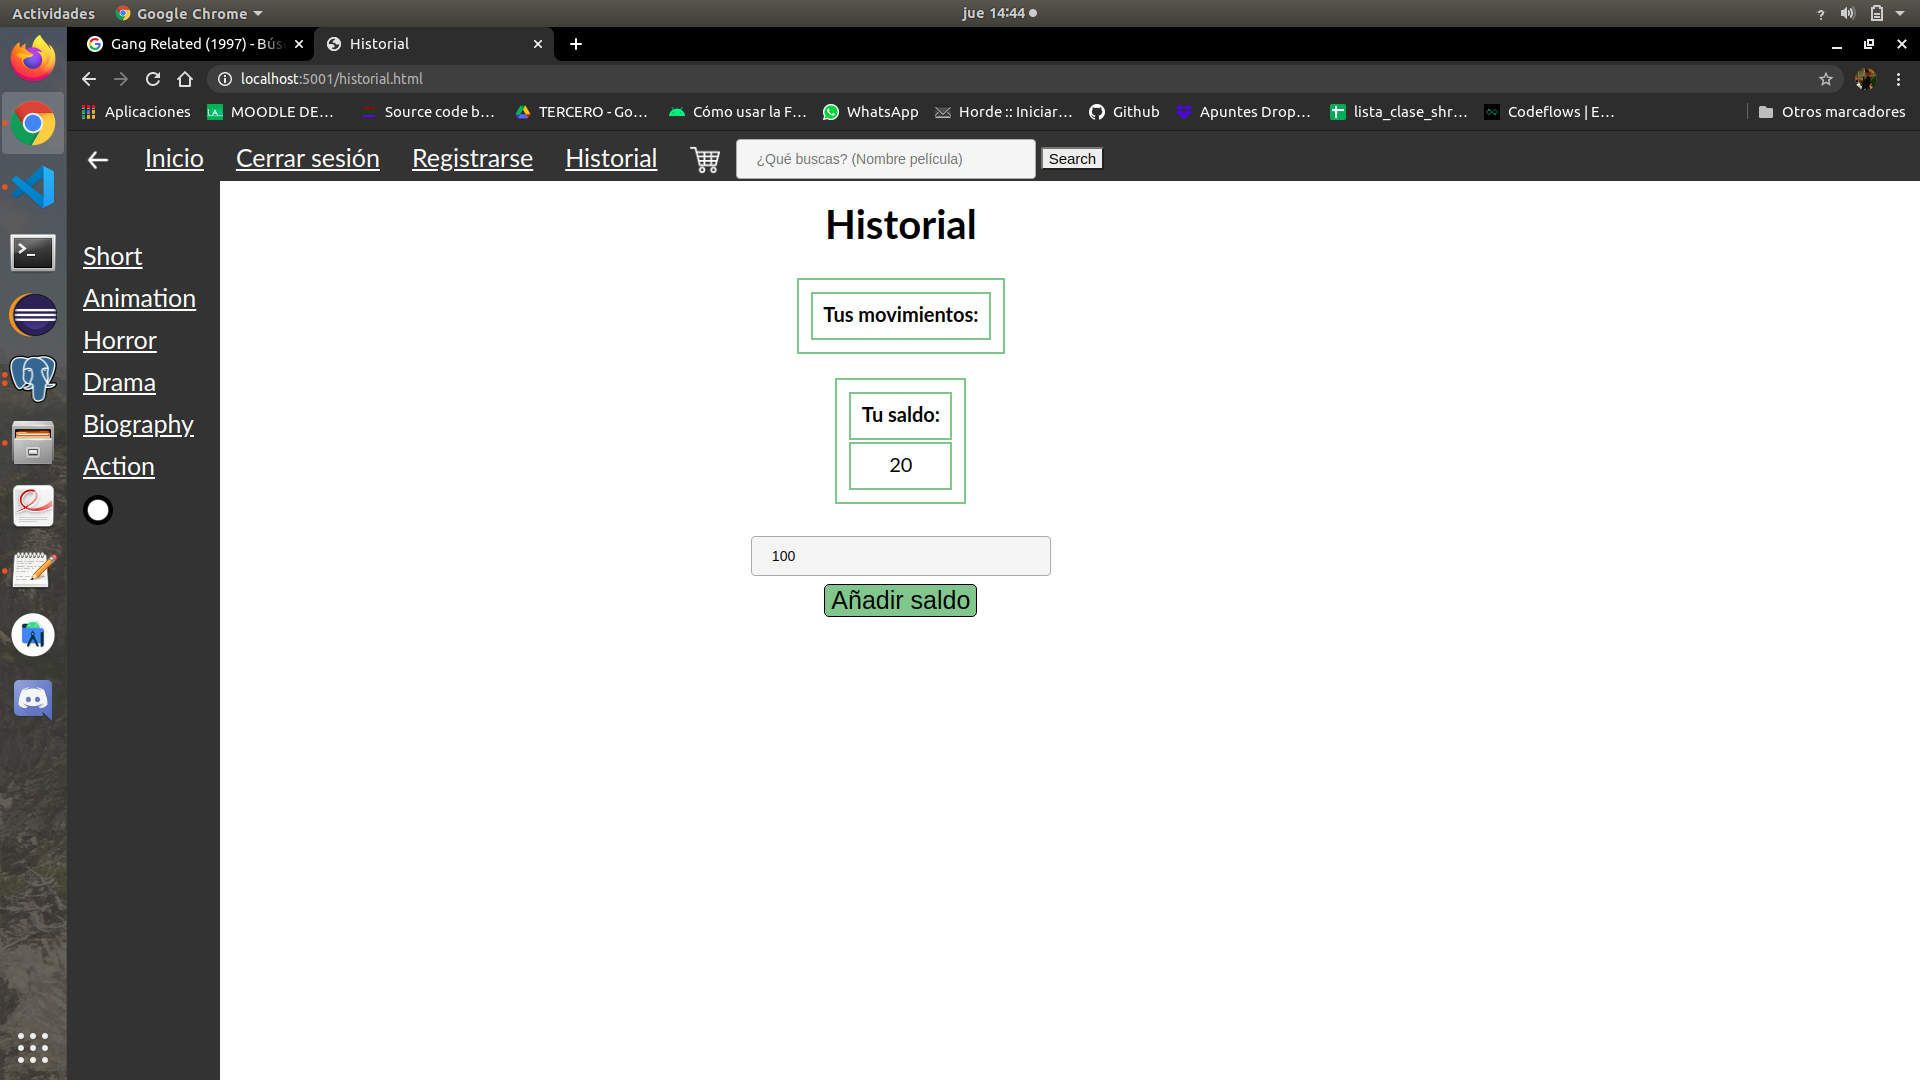 Actividades Google Chrome jue 14:44 ?
Gang Related (1997) - Bús Historial
localhost:5001/historial.html
Aplicaciones MOODLE DE... Source code b... TERCERO - Go... Cómo usar la F... WhatsApp Horde :: Iniciar... Github Apuntes Drop... lista_clase_shr... Codeflows | E... Otros marcadores
Inicio Cerrar sesión Registrarse Historial ¿Qué buscas? (Nombre película) Search
Short
Animation
Horror
Drama
Biography
Action
Historial
Tus movimientos:
Tu saldo:
20
100
Añadir saldo